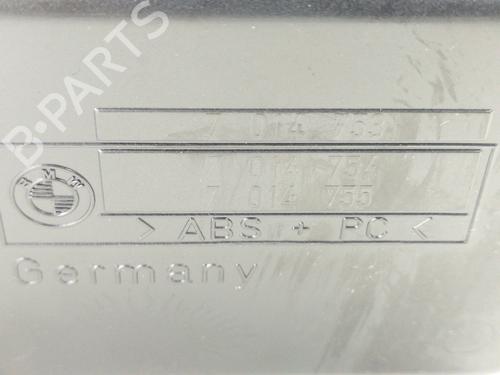 B-PARTS
7 014 753
7 014 754
7 014 755
BMW
> ABS + PC <
Germany